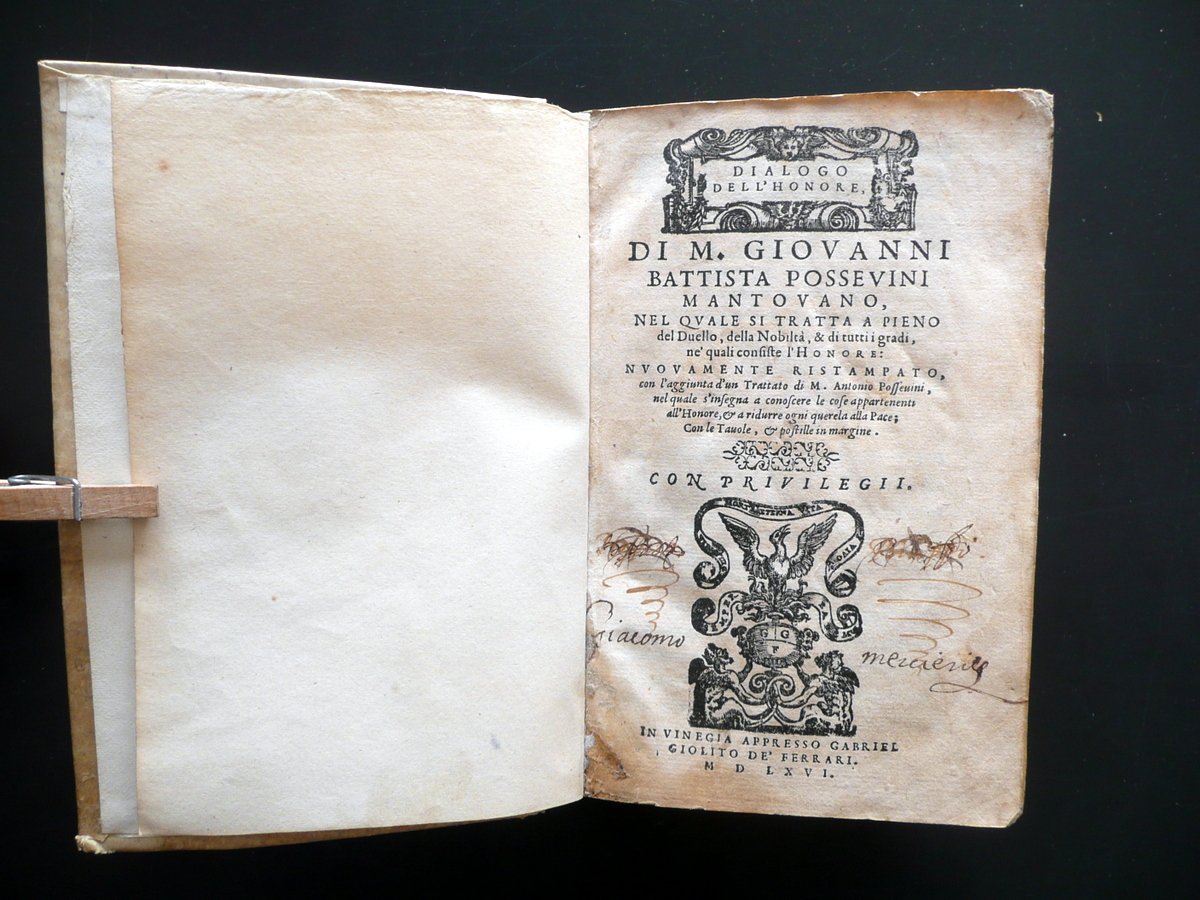 DIALOGO
DELL'HONORE,
DI M. GIOVANNI
BATTISTA POSSEVINI
MANTOVANO,
NEL QVALE SI TRATTA A PIENO
del Duello, della Nobiltà, & di tutti i gradi,
ne' quali consiste l'HONORE:
NVOVAMENTE RISTAMPATO,
con l'aggiunta d'un Trattato di M. Antonio Posseuini,
nel quale s'insegna a conoscere le cose appartenenti
all'Honore, & a ridurre ogni querela alla Pace;
Con le Tauole, & postille in margine.
CON PRIVILEGII.
VITA
SEMPER
G G
F
Giacomo
IN VINEGIA APPRESSO GABRIEL
GIOLITO DE' FERRARI.
M D LXVI.